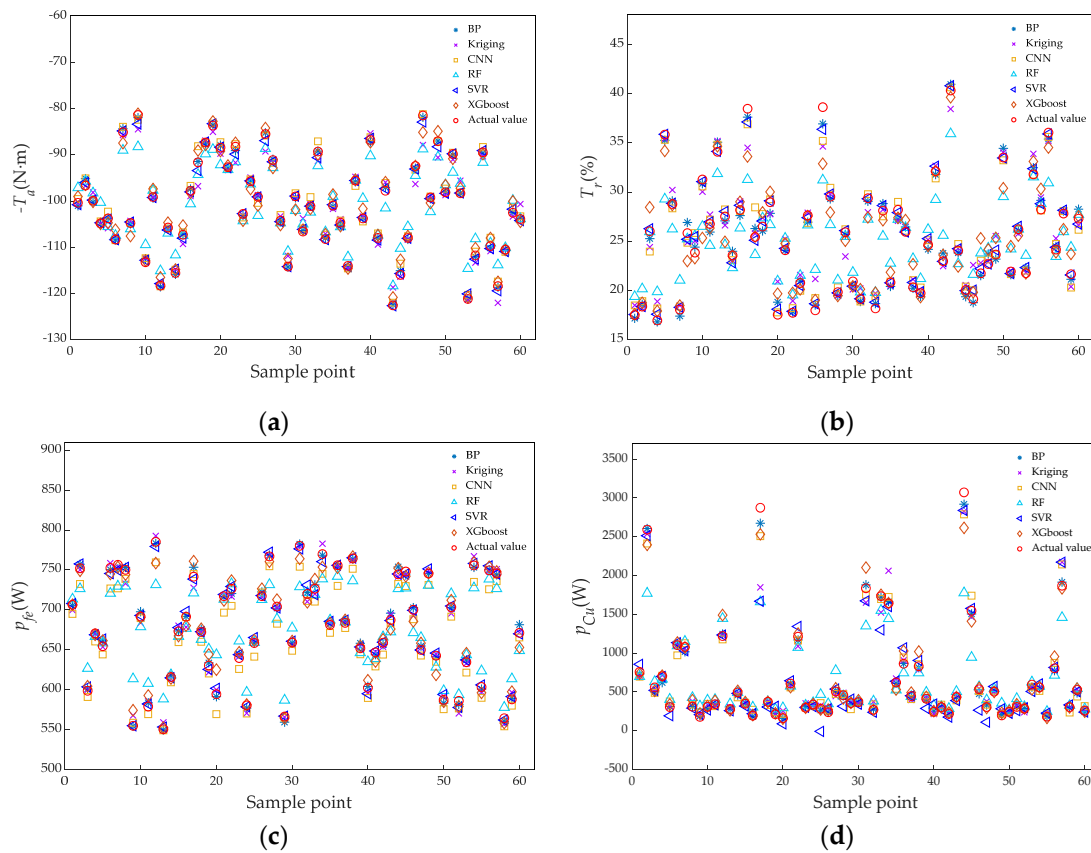 -60
-70
-80
-90
-100
-110
-120
-130
0
10
20
30
40
50
60
-Ta(N·m)
Sample point
BP
Kriging
CNN
RF
SVR
XGboost
Actual value
(a)
45
40
35
30
25
20
15
0
10
20
30
40
50
60
Tr(%)
Sample point
BP
Kriging
CNN
RF
SVR
XGboost
Actual value
(b)
900
850
800
750
700
650
600
550
500
0
10
20
30
40
50
60
pfe(W)
Sample point
BP
Kriging
CNN
RF
SVR
XGboost
Actual value
(c)
3500
3000
2500
2000
1500
1000
500
0
-500
0
10
20
30
40
50
60
pCu(W)
Sample point
BP
Kriging
CNN
RF
SVR
XGboost
Actual value
(d)